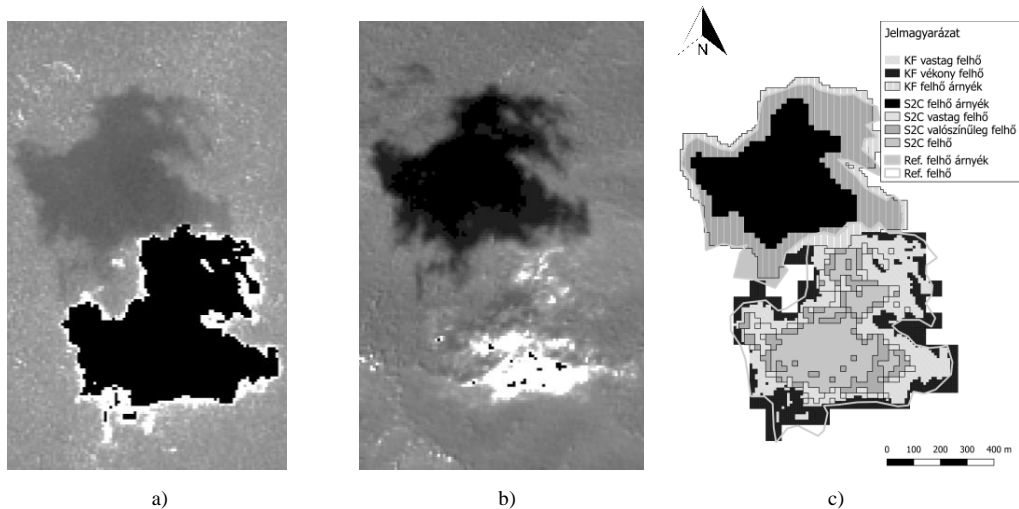 N
Jelmagyarázat
KF vastag felhő
KF vékony felhő
KF felhő árnyék
S2C felhő árnyék
S2C vastag felhő
S2C valószínűleg felhő
S2C felhő
Ref. felhő árnyék
Ref. felhő
0 100 200 300 400 m
a)
b)
c)